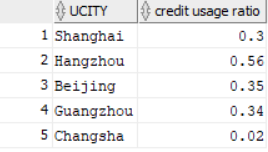 UCITY credit usage ratio
1 Shanghai 0.3
2 Hangzhou 0.56
3 Beijing 0.35
4 Guangzhou 0.34
5 Changsha 0.02